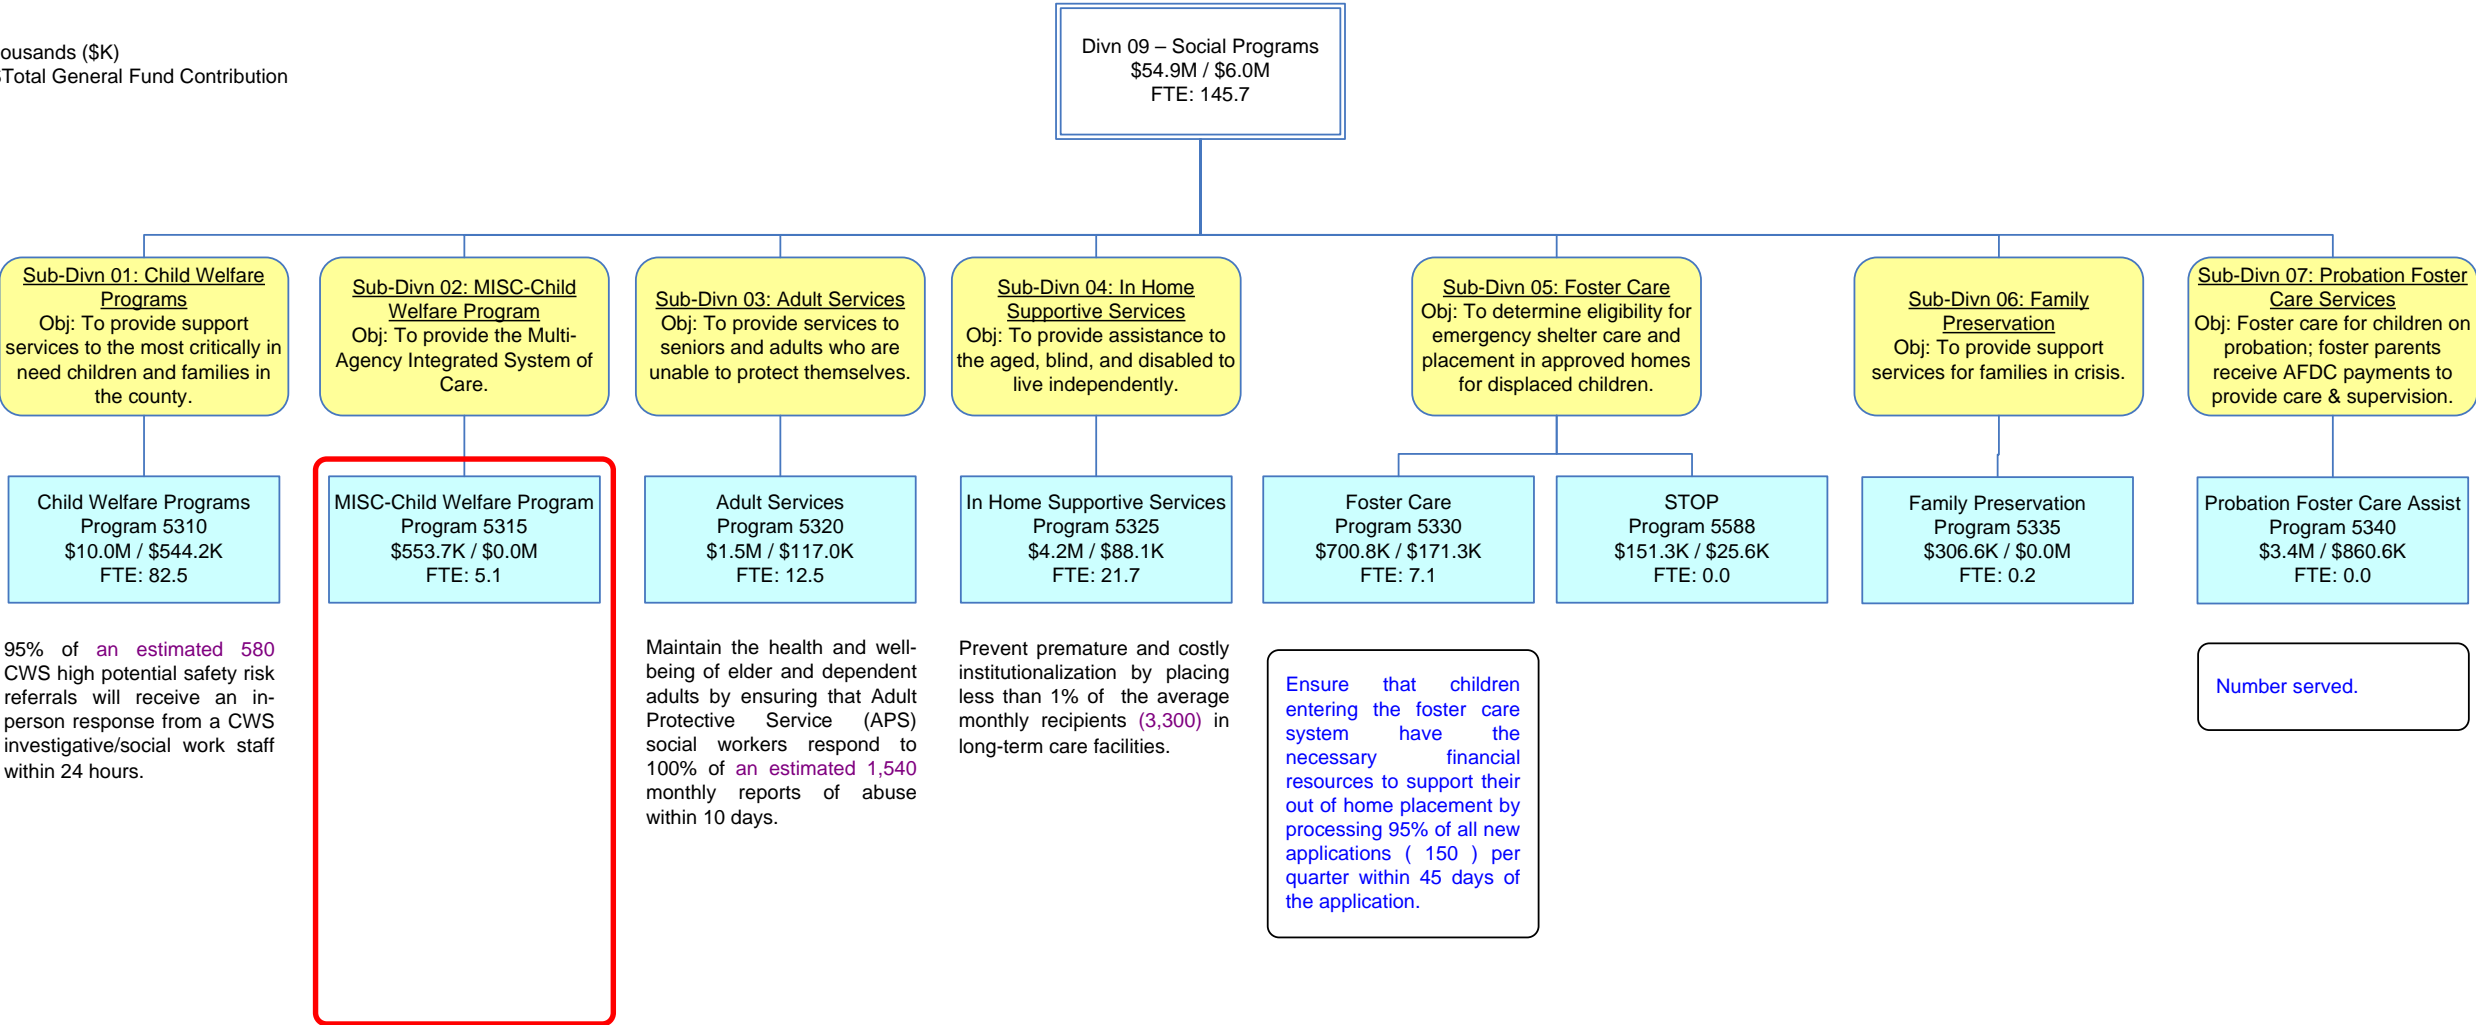 ousands ($K)
Total General Fund Contribution
Divn 09 – Social Programs
$54.9M / $6.0M
FTE: 145.7
Sub-Divn 01: Child Welfare
Programs
Obj: To provide support
services to the most critically in
need children and families in
the county.
Sub-Divn 02: MISC-Child
Welfare Program
Obj: To provide the Multi-
Agency Integrated System of
Care.
Sub-Divn 03: Adult Services
Obj: To provide services to
seniors and adults who are
unable to protect themselves.
Sub-Divn 04: In Home
Supportive Services
Obj: To provide assistance to
the aged, blind, and disabled to
live independently.
Sub-Divn 05: Foster Care
Obj: To determine eligibility for
emergency shelter care and
placement in approved homes
for displaced children.
Sub-Divn 06: Family
Preservation
Obj: To provide support
services for families in crisis.
Sub-Divn 07: Probation Foster
Care Services
Obj: Foster care for children on
probation; foster parents
receive AFDC payments to
provide care & supervision.
Child Welfare Programs
Program 5310
$10.0M / $544.2K
FTE: 82.5
MISC-Child Welfare Program
Program 5315
$553.7K / $0.0M
FTE: 5.1
Adult Services
Program 5320
$1.5M / $117.0K
FTE: 12.5
In Home Supportive Services
Program 5325
$4.2M / $88.1K
FTE: 21.7
Foster Care
Program 5330
$700.8K / $171.3K
FTE: 7.1
STOP
Program 5588
$151.3K / $25.6K
FTE: 0.0
Family Preservation
Program 5335
$306.6K / $0.0M
FTE: 0.2
Probation Foster Care Assist
Program 5340
$3.4M / $860.6K
FTE: 0.0
95% of an estimated 580
CWS high potential safety risk
referrals will receive an in-
person response from a CWS
investigative/social work staff
within 24 hours.
Maintain the health and well-
being of elder and dependent
adults by ensuring that Adult
Protective Service (APS)
social workers respond to
100% of an estimated 1,540
monthly reports of abuse
within 10 days.
Prevent premature and costly
institutionalization by placing
less than 1% of the average
monthly recipients (3,300) in
long-term care facilities.
Ensure that children
entering the foster care
system have the
necessary financial
resources to support their
out of home placement by
processing 95% of all new
applications ( 150 ) per
quarter within 45 days of
the application.
Number served.